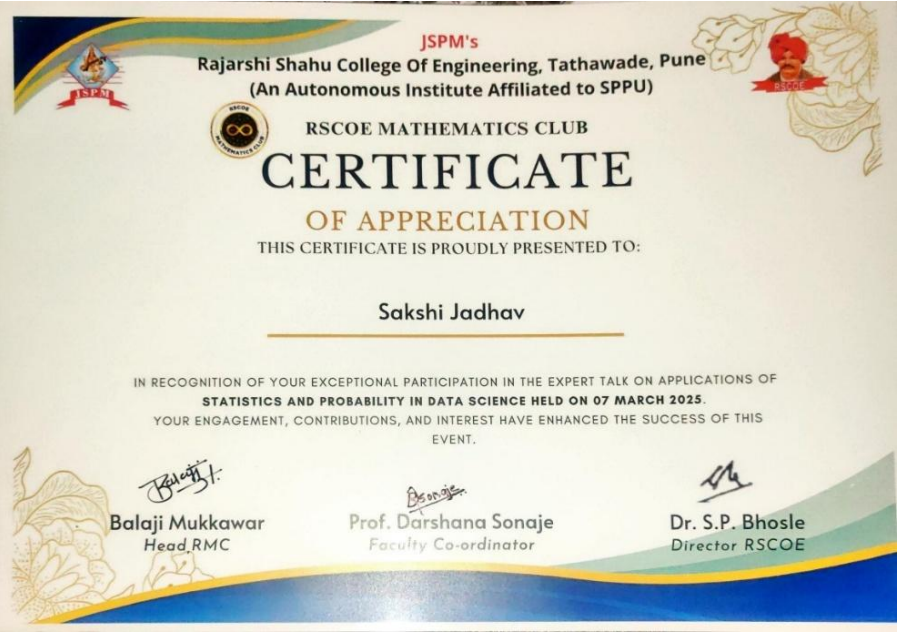 JSPM's
Rajarshi Shahu College Of Engineering, Tathawade, Pune
(An Autonomous Institute Affiliated to SPPU)
JSPM
RSCOE
RSCOE
MATHEMATICS CLUB
RSCOE MATHEMATICS CLUB
CERTIFICATE
OF APPRECIATION
THIS CERTIFICATE IS PROUDLY PRESENTED TO:
Sakshi Jadhav
IN RECOGNITION OF YOUR EXCEPTIONAL PARTICIPATION IN THE EXPERT TALK ON APPLICATIONS OF
STATISTICS AND PROBABILITY IN DATA SCIENCE HELD ON 07 MARCH 2025.
YOUR ENGAGEMENT, CONTRIBUTIONS, AND INTEREST HAVE ENHANCED THE SUCCESS OF THIS
EVENT.
Balaji Mukkawar
Head RMC
Prof. Darshana Sonaje
Faculty Co-ordinator
Dr. S.P. Bhosle
Director RSCOE